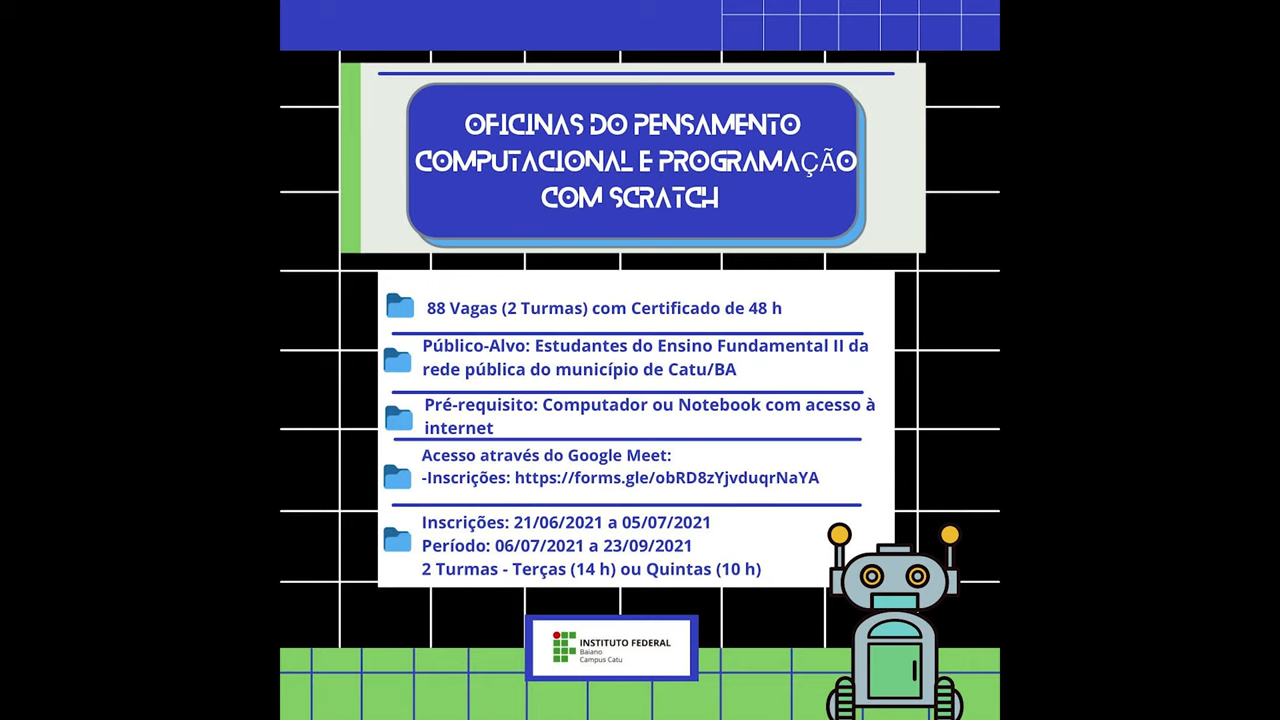 OFICINAS DO PENSAMENTO
COMPUTACIONAL E PROGRAMAÇÃO
COM SCRATCH
88 Vagas (2 Turmas) com Certificado de 48 h
Público-Alvo: Estudantes do Ensino Fundamental II da
rede pública do município de Catu/BA
Pré-requisito: Computador ou Notebook com acesso à
internet
Acesso através do Google Meet:
-Inscrições: https://forms.gle/obRD8zYjvduqrNaYA
Inscrições: 21/06/2021 a 05/07/2021
Período: 06/07/2021 a 23/09/2021
2 Turmas - Terças (14 h) ou Quintas (10 h)
INSTITUTO FEDERAL
Baiano
Campus Catu